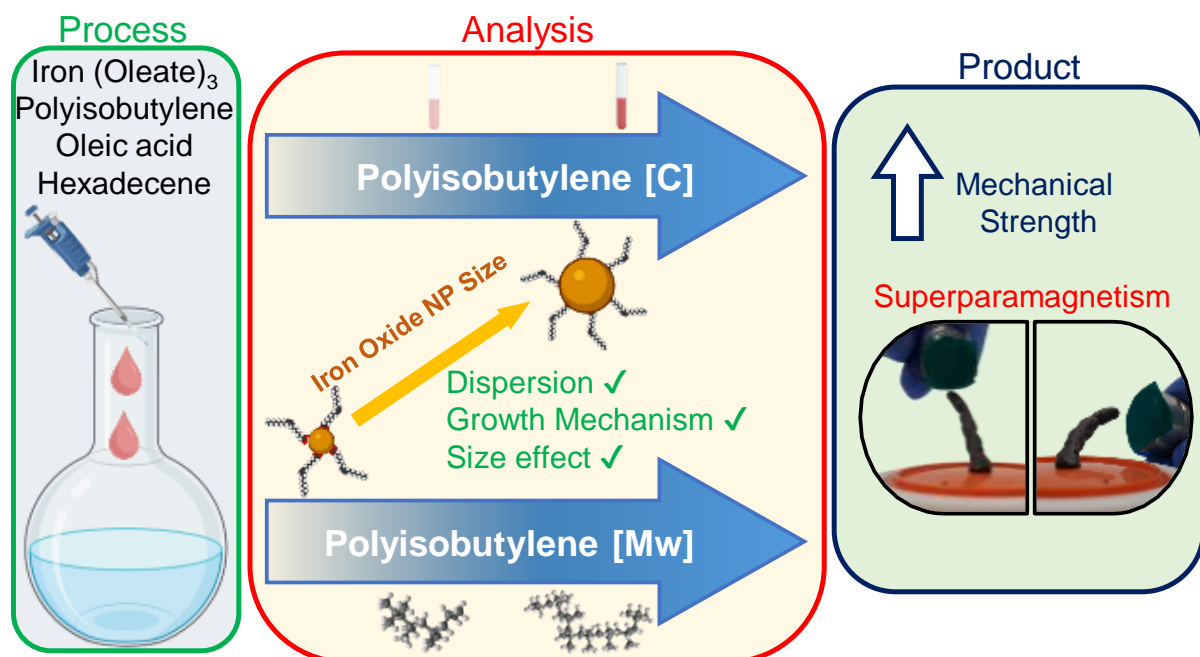 Process
Iron (Oleate)₃
Polyisobutylene
Oleic acid
Hexadecene
Analysis
Polyisobutylene [C]
Iron Oxide NP Size
Dispersion ✓
Growth Mechanism ✓
Size effect ✓
Polyisobutylene [Mw]
Product
Mechanical
Strength
Superparamagnetism